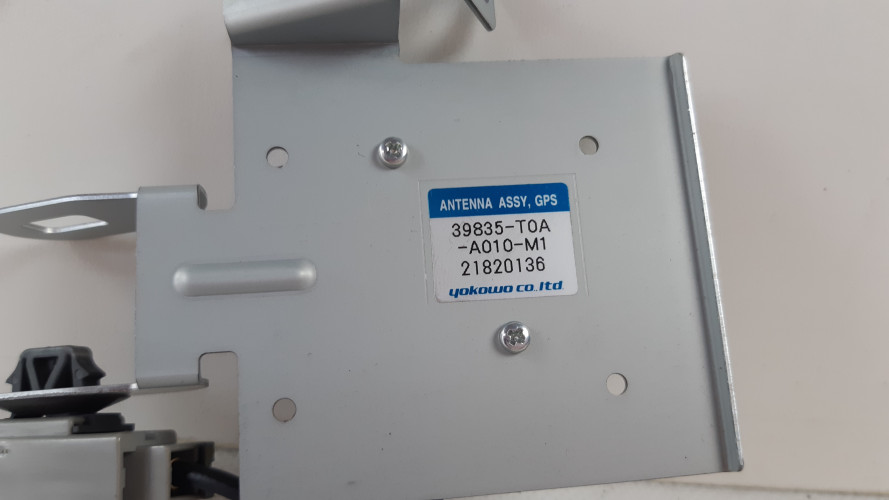 ANTENNA ASSY, GPS
39835-T0A
-A010-M1
21820136
yokowo co.,ltd.